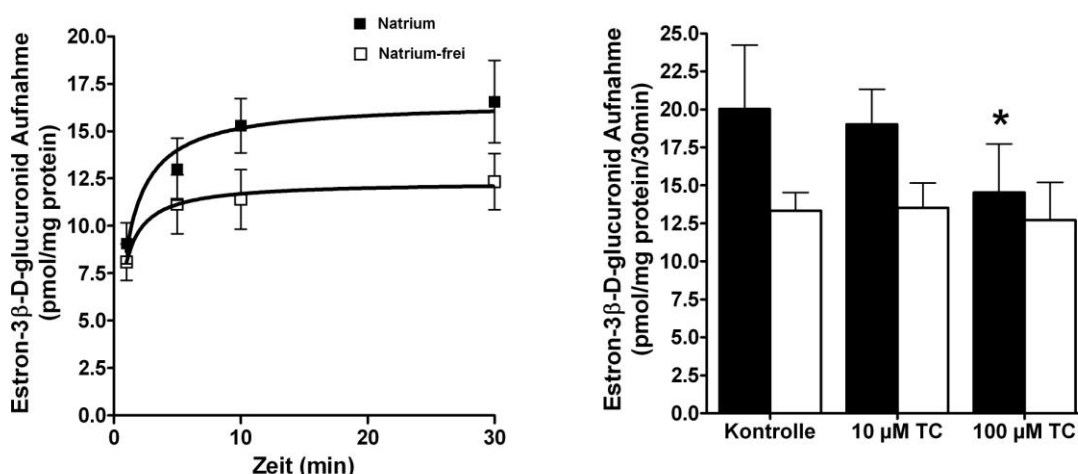 Estron-3β-D-glucuronid Aufnahme
(pmol/mg protein)
20.0
17.5
15.0
12.5
10.0
7.5
5.0
2.5
0.0
Natrium
Natrium-frei
0
10
20
30
Zeit (min)
Estron-3β-D-glucuronid Aufnahme
(pmol/mg protein/30min)
25.0
22.5
20.0
17.5
15.0
12.5
10.0
7.5
5.0
2.5
0.0
*
Kontrolle
10 µM TC
100 µM TC